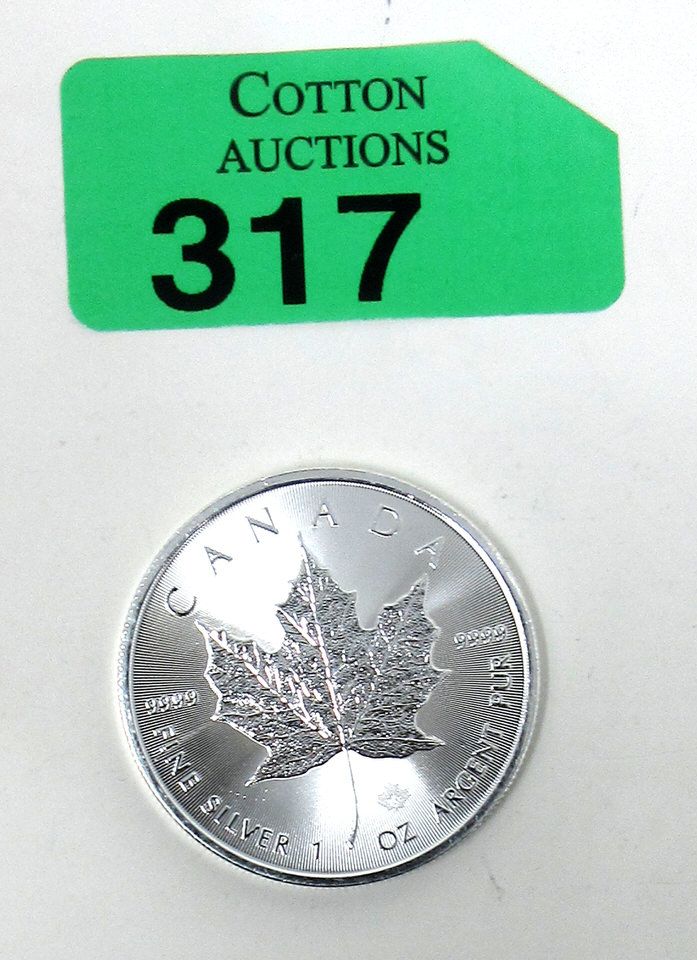 COTTON
AUCTIONS
317
CANADA
9999
9999
FINE SILVER 1 OZ ARGENT PUR